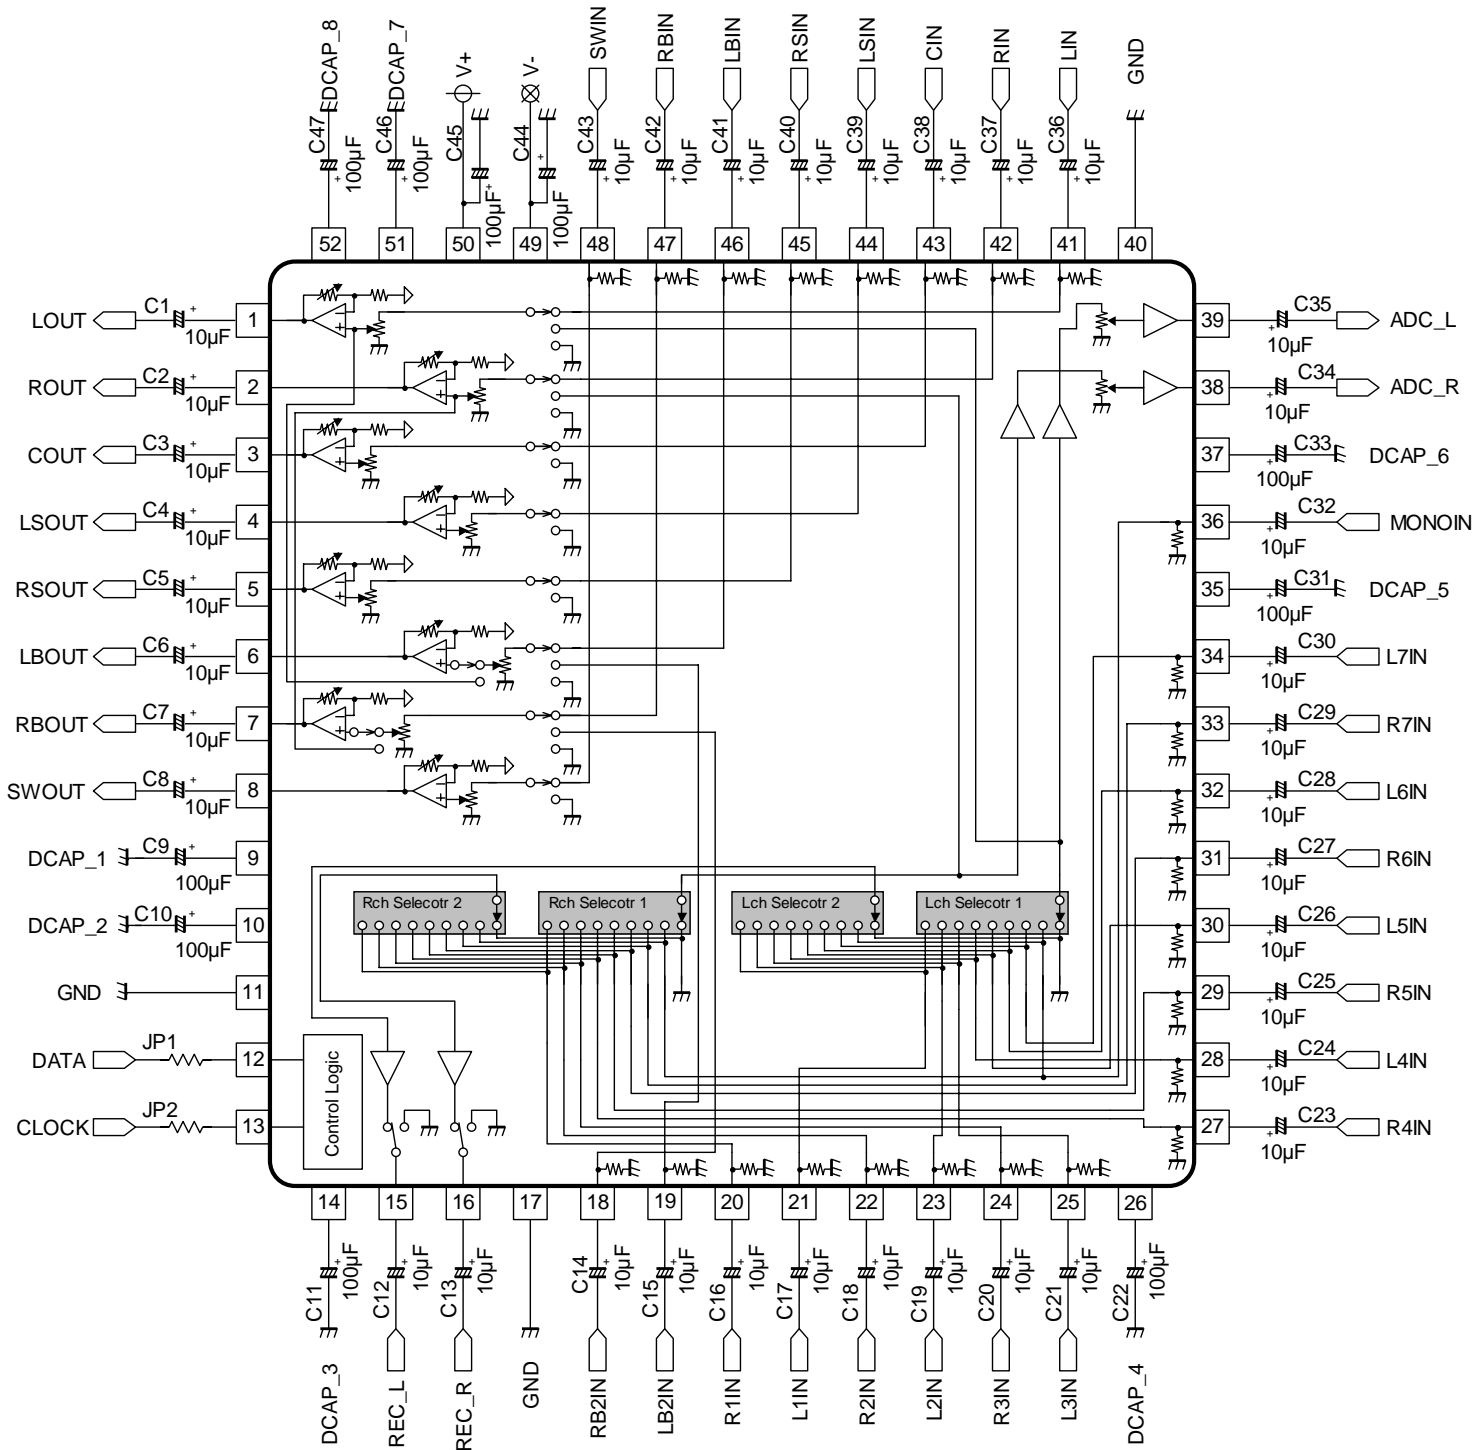 DCAP_8
DCAP_7
V+
V-
SWIN
RBIN
LBIN
RSIN
LSIN
CIN
RIN
LIN
GND
C47
100µF
+
C46
100µF
+
C45
100µF
+
C44
100µF
+
C43
10µF
+
C42
10µF
+
C41
10µF
+
C40
10µF
+
C39
10µF
+
C38
10µF
+
C37
10µF
+
C36
10µF
+
52
51
50
49
48
47
46
45
44
43
42
41
40
LOUT
C1
+
10µF
1
ROUT
C2
+
10µF
2
COUT
C3
+
10µF
3
LSOUT
C4
+
10µF
4
RSOUT
C5
+
10µF
5
LBOUT
C6
+
10µF
6
RBOUT
C7
+
10µF
7
SWOUT
C8
+
10µF
8
DCAP_1
C9
+
100µF
9
DCAP_2
C10
+
100µF
10
GND
11
DATA
JP1
12
CLOCK
JP2
13
39
C35
+
10µF
ADC_L
38
C34
+
10µF
ADC_R
37
C33
+
100µF
DCAP_6
36
C32
+
10µF
MONOIN
35
C31
+
100µF
DCAP_5
34
C30
+
10µF
L7IN
33
C29
+
10µF
R7IN
32
C28
+
10µF
L6IN
31
C27
+
10µF
R6IN
30
C26
+
10µF
L5IN
29
C25
+
10µF
R5IN
28
C24
+
10µF
L4IN
27
C23
+
10µF
R4IN
Rch Selecotr 2
Rch Selecotr 1
Lch Selecotr 2
Lch Selecotr 1
Control Logic
14
15
16
17
18
19
20
21
22
23
24
25
26
C11
100µF
+
C12
10µF
+
C13
10µF
+
C14
10µF
+
C15
10µF
+
C16
10µF
+
C17
10µF
+
C18
10µF
+
C19
10µF
+
C20
10µF
+
C21
10µF
+
C22
100µF
+
DCAP_3
REC_L
REC_R
GND
RB2IN
LB2IN
R1IN
L1IN
R2IN
L2IN
R3IN
L3IN
DCAP_4